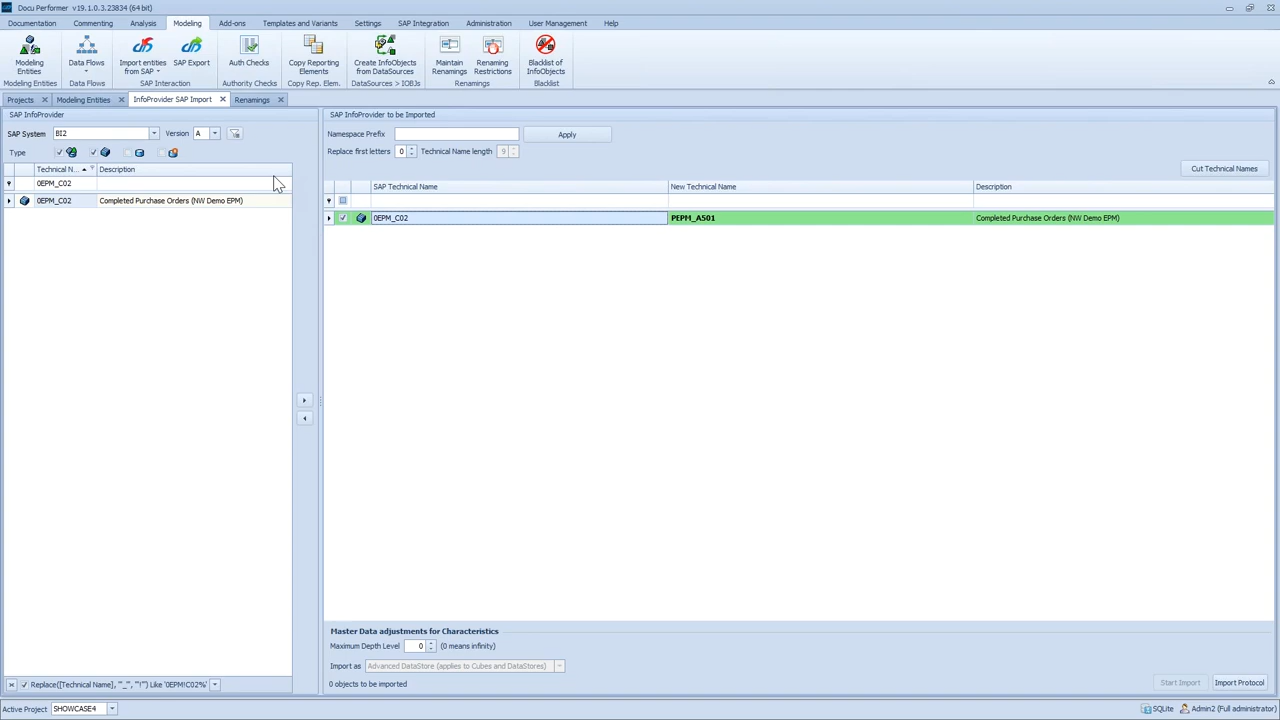 Docu Performer v19.1.0.3.23834 (64 bit)
Documentation Commenting Analysis Modeling Add-ons Templates and Variants Settings SAP Integration Administration User Management Help
Modeling Entities
Data Flows
Import entities from SAP
SAP Export
Auth Checks
Copy Reporting Elements
Create InfoObjects from DataSources
Maintain Renamings
Renaming Restrictions
Blacklist of InfoObjects
Modeling Entities Data Flows SAP Interaction Authority Checks Copy Rep. Elem. DataSources > IOBJs Renamings Blacklist
Projects Modeling Entities InfoProvider SAP Import Renamings
SAP InfoProvider
SAP System BI2 Version A
Type
Technical N... Description
0EPM_C02
0EPM_C02 Completed Purchase Orders (NW Demo EPM)
SAP InfoProvider to be Imported
Namespace Prefix Apply
Replace first letters 0 Technical Name length 9
Cut Technical Names
SAP Technical Name New Technical Name Description
0EPM_C02 PEPM_A501 Completed Purchase Orders (NW Demo EPM)
Master Data adjustments for Characteristics
Maximum Depth Level 0 (0 means infinity)
Import as Advanced DataStore (applies to Cubes and DataStores)
0 objects to be imported Start Import Import Protocol
Replace([Technical Name], "_", "!") Like '0EPM!C02%'
Active Project SHOWCASE4 SQLite Admin2 (Full administrator)